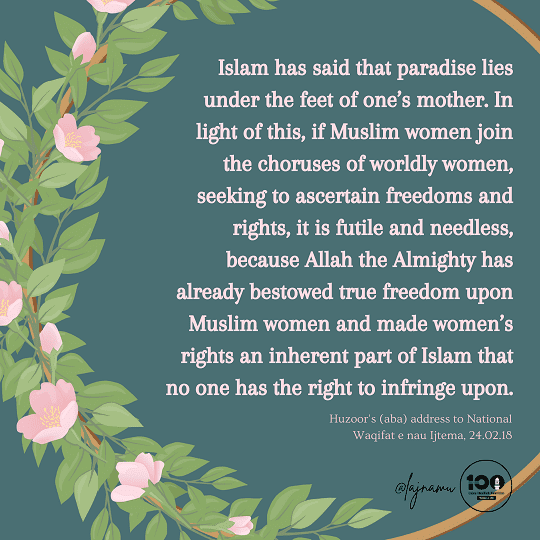 Islam has said that paradise lies
under the feet of one's mother. In
light of this, if Muslim women join
the choruses of worldly women,
seeking to ascertain freedoms and
rights, it is futile and needless,
because Allah the Almighty has
already bestowed true freedom upon
Muslim women and made women's
rights an inherent part of Islam that
no one has the right to infringe upon.
Huzoor's (aba) address to National
Waqifat e nau Ijtema, 24.02.18
@lajnamu
100